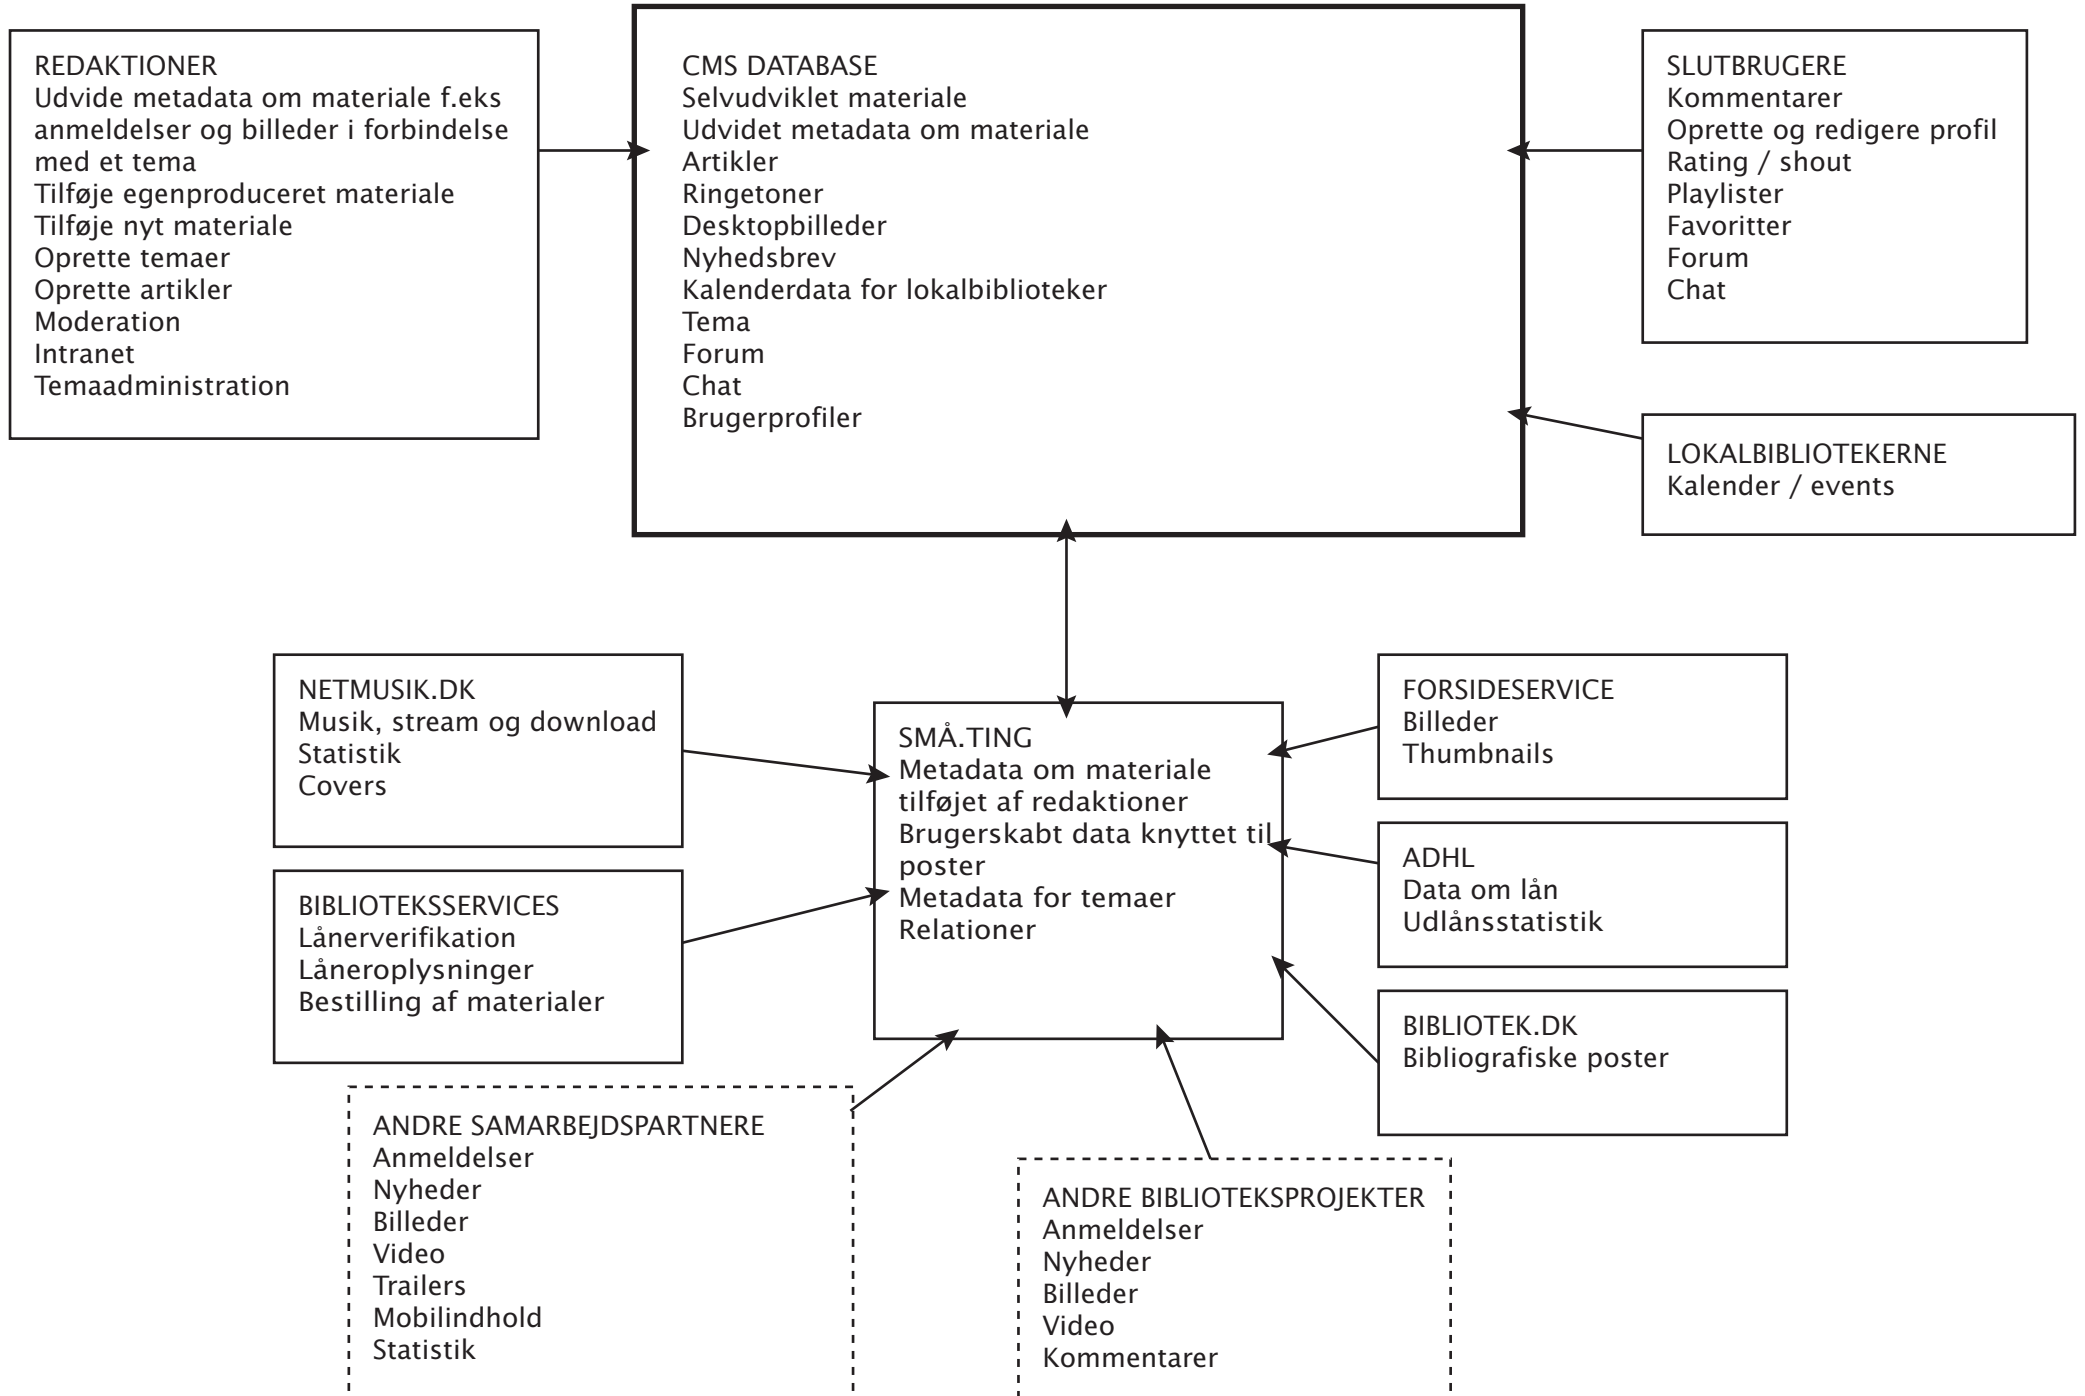 REDAKTIONER
Udvide metadata om materiale f.eks
anmeldelser og billeder i forbindelse
med et tema
Tilføje egenproduceret materiale
Tilføje nyt materiale
Oprette temaer
Oprette artikler
Moderation
Intranet
Temaadministration
CMS DATABASE
Selvudviklet materiale
Udvidet metadata om materiale
Artikler
Ringetoner
Desktopbilleder
Nyhedsbrev
Kalenderdata for lokalbiblioteker
Tema
Forum
Chat
Brugerprofiler
SLUTBRUGERE
Kommentarer
Oprette og redigere profil
Rating / shout
Playlister
Favoritter
Forum
Chat
LOKALBIBLIOTEKERNE
Kalender / events
NETMUSIK.DK
Musik, stream og download
Statistik
Covers
BIBLIOTEKSSERVICES
Lånerverifikation
Låneroplysninger
Bestilling af materialer
SMÅ.TING
Metadata om materiale
tilføjet af redaktioner
Brugerskabt data knyttet til
poster
Metadata for temaer
Relationer
FORSIDESERVICE
Billeder
Thumbnails
ADHL
Data om lån
Udlånsstatistik
BIBLIOTEK.DK
Bibliografiske poster
ANDRE SAMARBEJDSPARTNERE
Anmeldelser
Nyheder
Billeder
Video
Trailers
Mobilindhold
Statistik
ANDRE BIBLIOTEKSPROJEKTER
Anmeldelser
Nyheder
Billeder
Video
Kommentarer